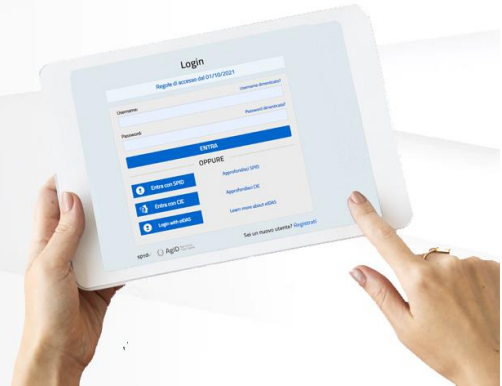 Login
Regole di accesso dal 01/10/2021
Username
Username dimenticato?
Password
Password dimenticata?
ENTRA
OPPURE
Entra con SPID
Approfondisci SPID
Entra con CIE
Approfondisci CIE
Login with eIDAS
Learn more about eIDAS
spid
AgID
Sei un nuovo utente? Registrati